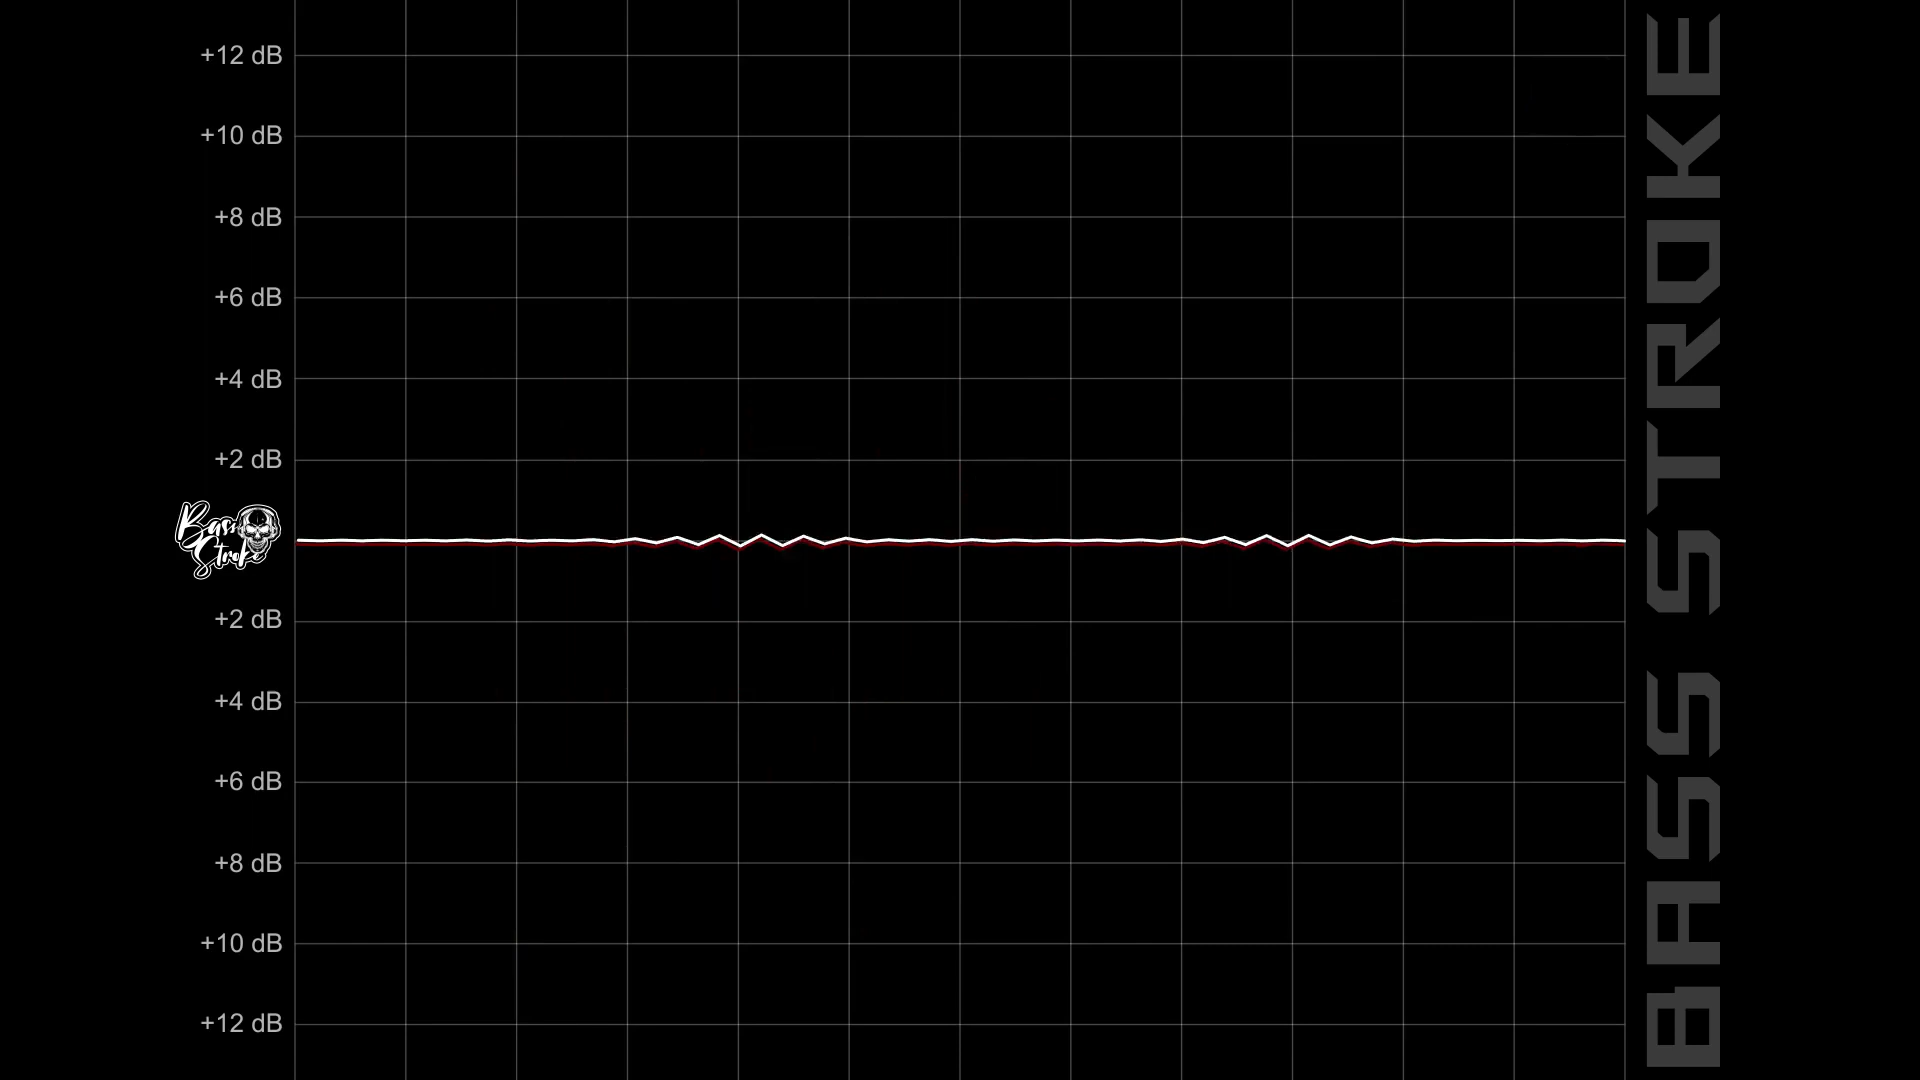 +12 dB
+10 dB
+8 dB
+6 dB
+4 dB
+2 dB
Bass
Stroke
+2 dB
+4 dB
+6 dB
+8 dB
+10 dB
+12 dB
BASS STROKE